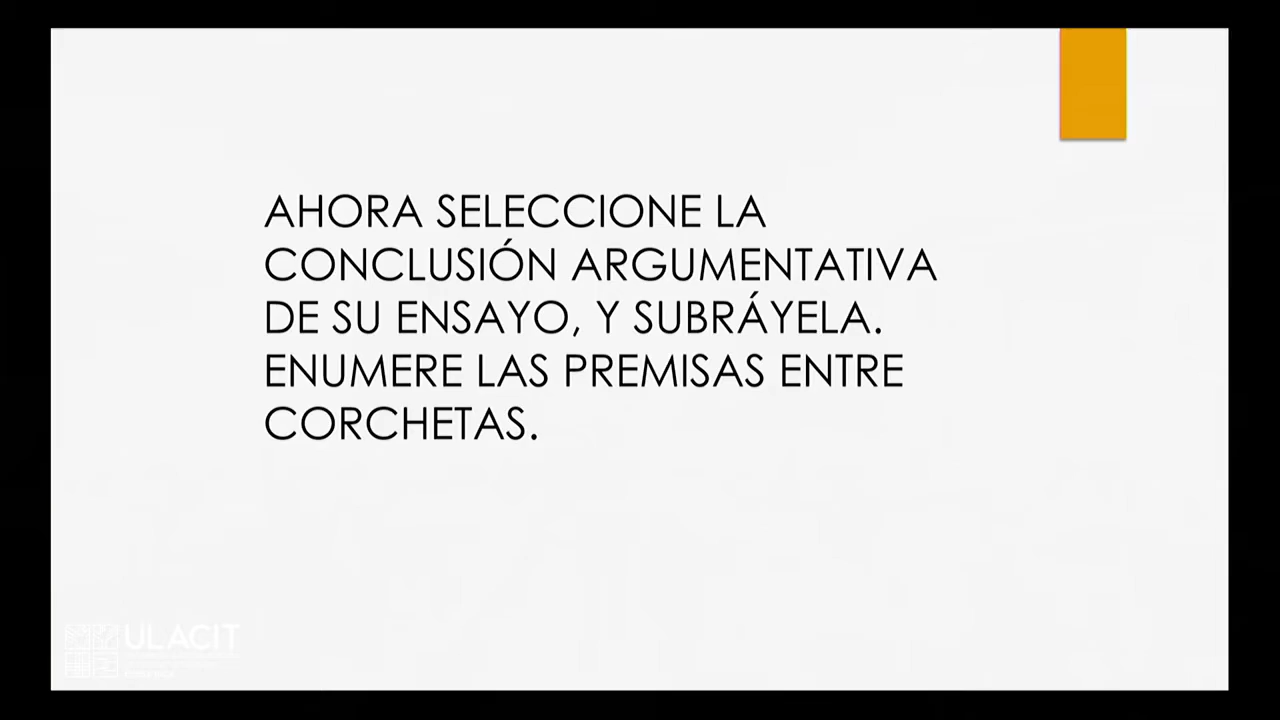 AHORA SELECCIONE LA
CONCLUSIÓN ARGUMENTATIVA
DE SU ENSAYO, Y SUBRÁYELA.
ENUMERE LAS PREMISAS ENTRE
CORCHETAS.
ULACIT